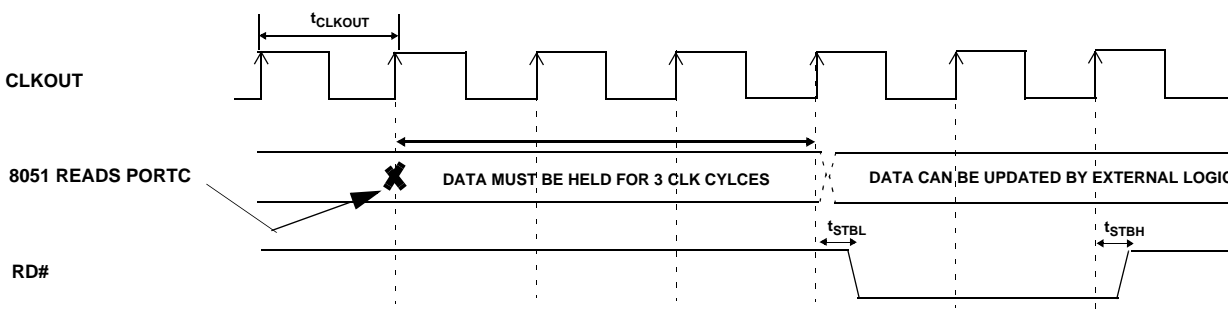 tCLKOUT
CLKOUT
8051 READS PORTC
DATA MUST BE HELD FOR 3 CLK CYLCES
DATA CAN BE UPDATED BY EXTERNAL LOGIC
tSTBL
tSTBH
RD#